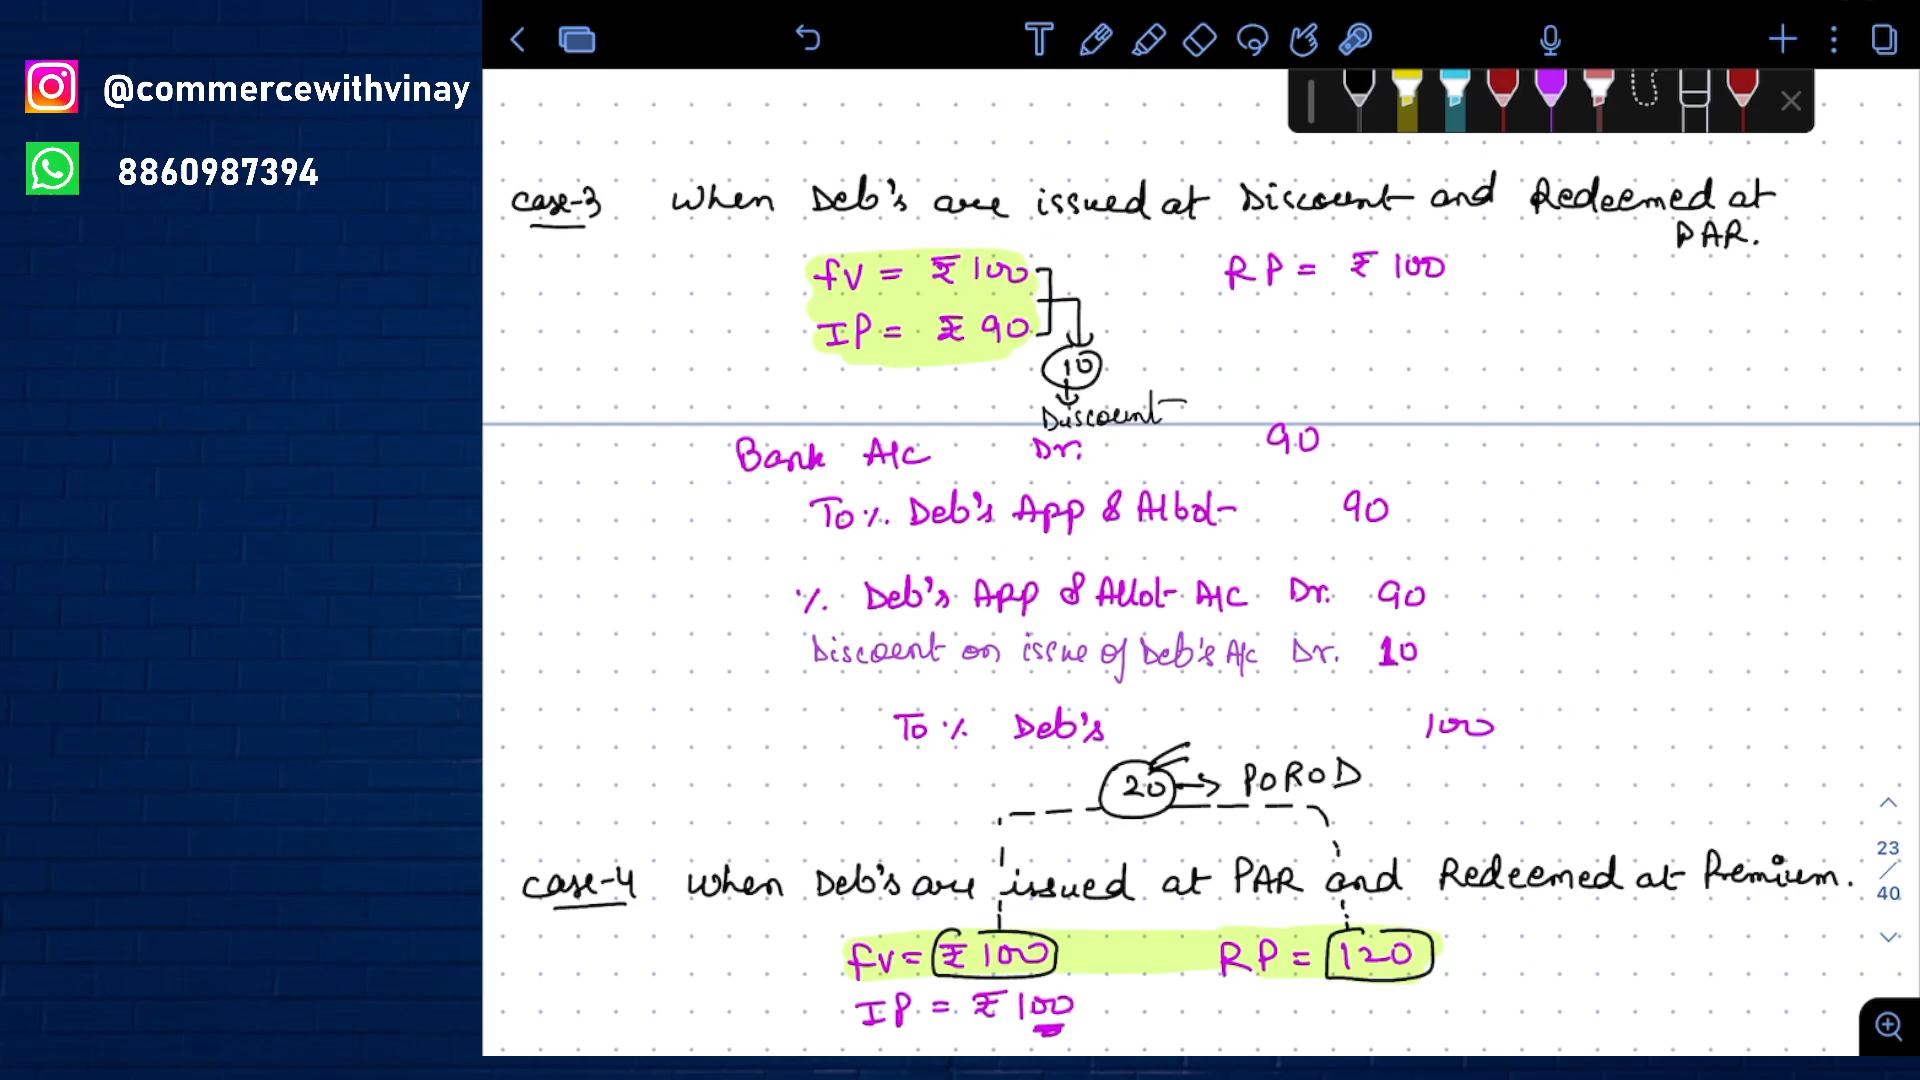 @commercewithvinay
8860987394
case-3 When Deb's are issued at Discount and Redeemed at
PAR.
fv = ₹ 100
RP = ₹ 100
IP = ₹ 90
10
Discount
Bank A/c Dr. 90
To %. Deb's App & Allot 90
%. Deb's App & Allot A/c Dr. 90
Discount on issue of Deb's A/c Dr. 10
To % Deb's 100
20 → POROD
case-4 When Deb's are issued at PAR and Redeemed at Premium.
fv = ₹ 100 RP = 120
IP = ₹ 100
23
/
40